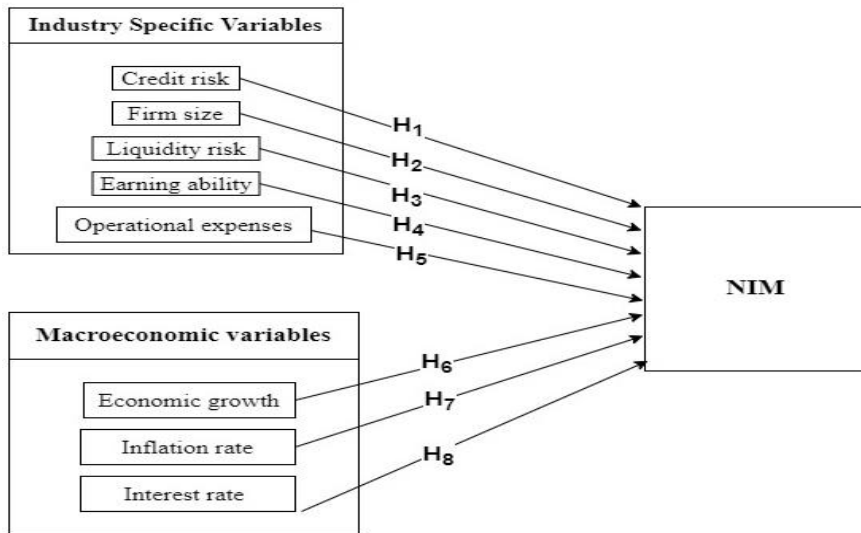 Industry Specific Variables
Credit risk
Firm size
Liquidity risk
Earning ability
Operational expenses
H1
H2
H3
H4
H5
NIM
Macroeconomic variables
Economic growth
Inflation rate
Interest rate
H6
H7
H8